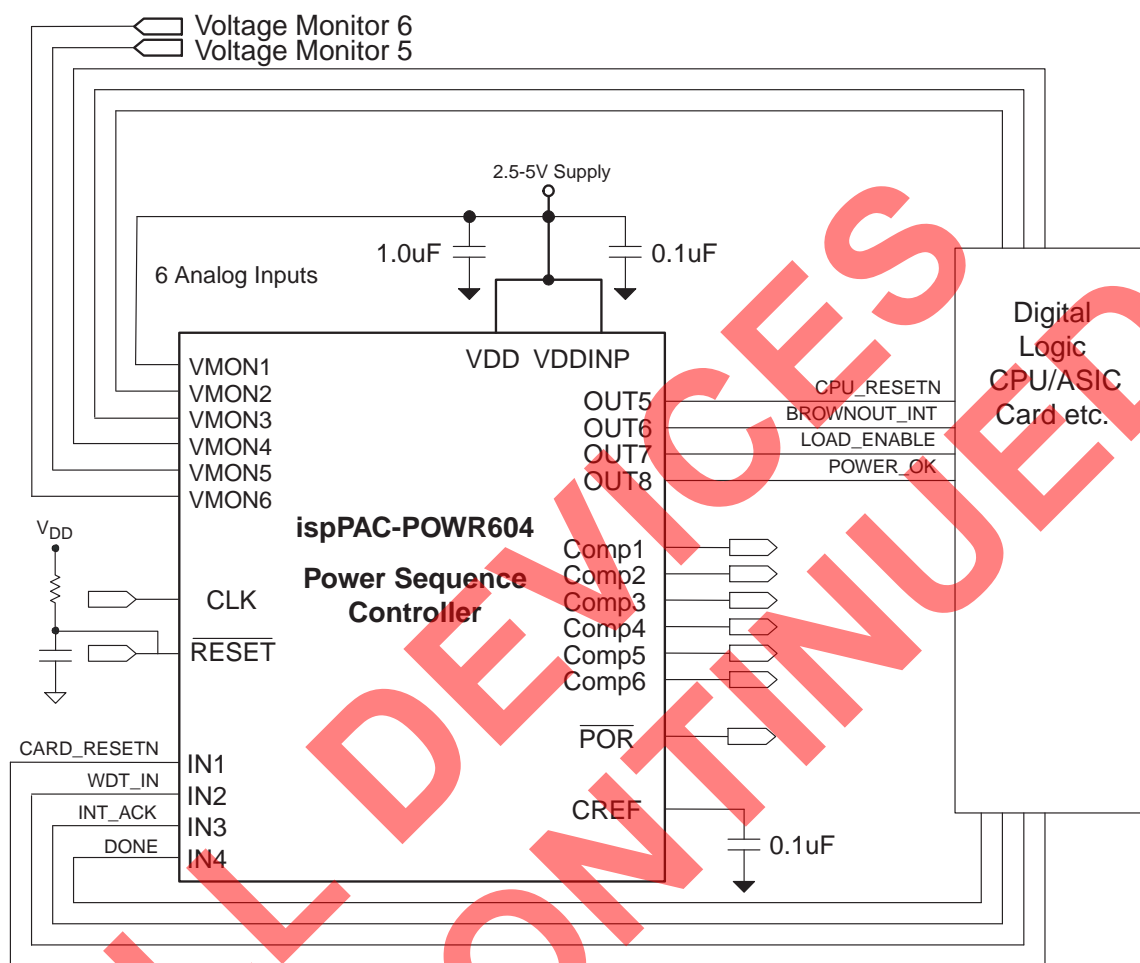 Voltage Monitor 6
Voltage Monitor 5
2.5-5V Supply
1.0uF
0.1uF
6 Analog Inputs
VDD VDDINP
VMON1
VMON2
VMON3
VMON4
VMON5
VMON6
OUT5
OUT6
OUT7
OUT8
CPU_RESETN
BROWNOUT_INT
LOAD_ENABLE
POWER_OK
Digital
Logic
CPU/ASIC
Card etc.
ispPAC-POWR604
Power Sequence
Controller
VDD
CLK
RESET
Comp1
Comp2
Comp3
Comp4
Comp5
Comp6
POR
CREF
0.1uF
CARD_RESETN
WDT_IN
INT_ACK
DONE
IN1
IN2
IN3
IN4
L DEVICES
ONTINUED